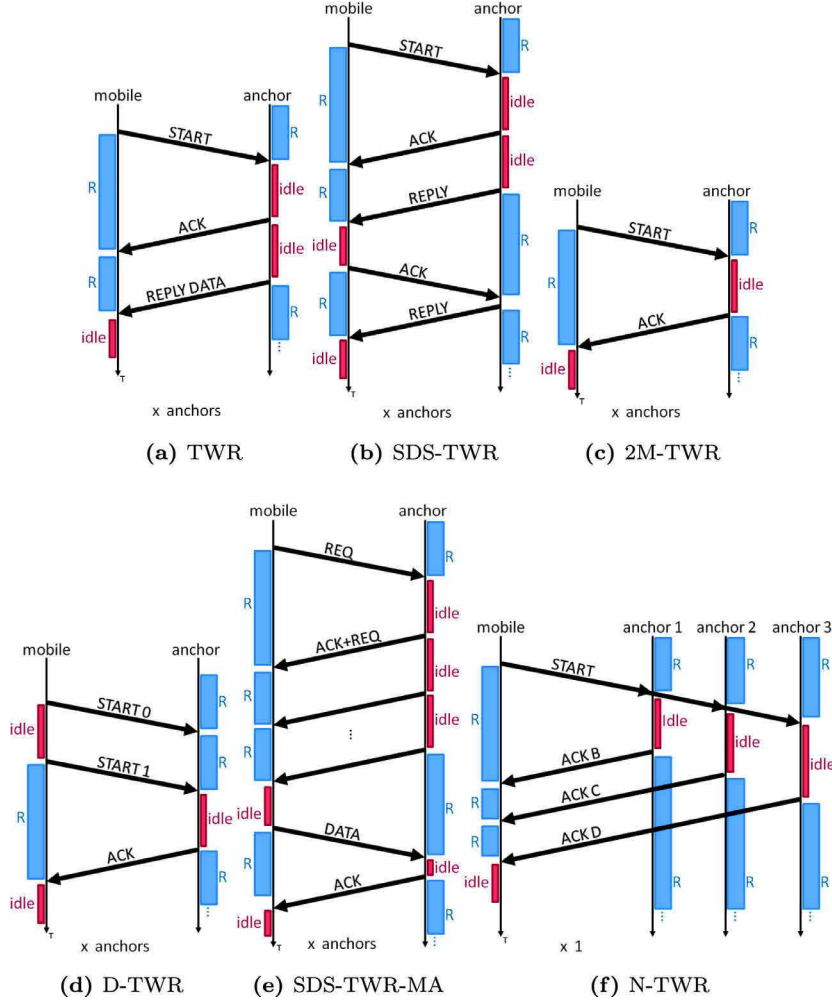 mobile
anchor
START
R
idle
R
ACK
idle
R
REPLY DATA
R
idle
...
T
x anchors
(a) TWR
mobile
anchor
R
START
R
idle
ACK
idle
R
REPLY
idle
R
ACK
R
REPLY
R
idle
...
T
x anchors
(b) SDS-TWR
mobile
anchor
R
START
R
idle
ACK
R
idle
...
T
x anchors
(c) 2M-TWR
mobile
anchor
START 0
R
idle
R
START 1
R
idle
ACK
R
idle
...
T
x anchors
(d) D-TWR
mobile
anchor
REQ
R
R
idle
ACK+REQ
idle
R
idle
...
R
idle
R
DATA
R
idle
ACK
R
idle
...
T
x anchors
(e) SDS-TWR-MA
mobile
anchor 1
anchor 2
anchor 3
START
R
R
R
R
Idle
idle
idle
ACK B
R
ACK C
R
ACK D
idle
R
R
R
...
...
...
T
x 1
(f) N-TWR